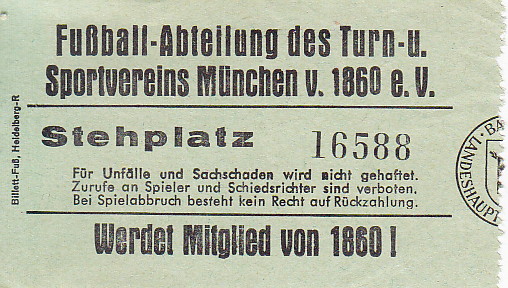 Fußball-Abteilung des Turn-u.
Sportvereins München v. 1860 e.V.
Stehplatz 16588
Für Unfälle und Sachschaden wird nicht gehaftet.
Zurufe an Spieler und Schiedsrichter sind verboten.
Bei Spielabbruch besteht kein Recht auf Rückzahlung.
Werdet Mitglied von 1860!
Billett-Fuß, Heidelberg-R
LANDESHAUPT